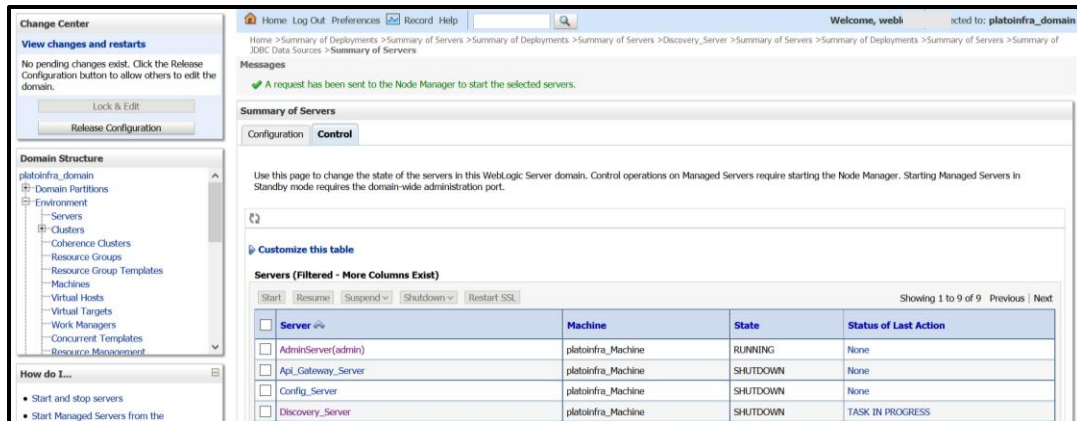 Change Center
View changes and restarts
No pending changes exist. Click the Release
Configuration button to allow others to edit the
domain.
Lock & Edit
Release Configuration
Domain Structure
platoinfra_domain
Domain Partitions
Environment
Servers
Clusters
Coherence Clusters
Resource Groups
Resource Group Templates
Machines
Virtual Hosts
Virtual Targets
Work Managers
Concurrent Templates
Resource Management
How do I...
Start and stop servers
Start Managed Servers from the
Home Log Out Preferences Record Help
Welcome, webl
cted to: platoinfra_domain
Home >Summary of Deployments >Summary of Servers >Summary of Deployments >Summary of Servers >Discovery_Server >Summary of Servers >Summary of Deployments >Summary of Servers >Summary of
JDBC Data Sources >Summary of Servers
Messages
A request has been sent to the Node Manager to start the selected servers.
Summary of Servers
Configuration Control
Use this page to change the state of the servers in this WebLogic Server domain. Control operations on Managed Servers require starting the Node Manager. Starting Managed Servers in
Standby mode requires the domain-wide administration port.
Customize this table
Servers (Filtered - More Columns Exist)
Start Resume Suspend Shutdown Restart SSL Showing 1 to 9 of 9 Previous | Next
Server Machine State Status of Last Action
AdminServer(admin) platoinfra_Machine RUNNING None
Api_Gateway_Server platoinfra_Machine SHUTDOWN None
Config_Server platoinfra_Machine SHUTDOWN None
Discovery_Server platoinfra_Machine SHUTDOWN TASK IN PROGRESS